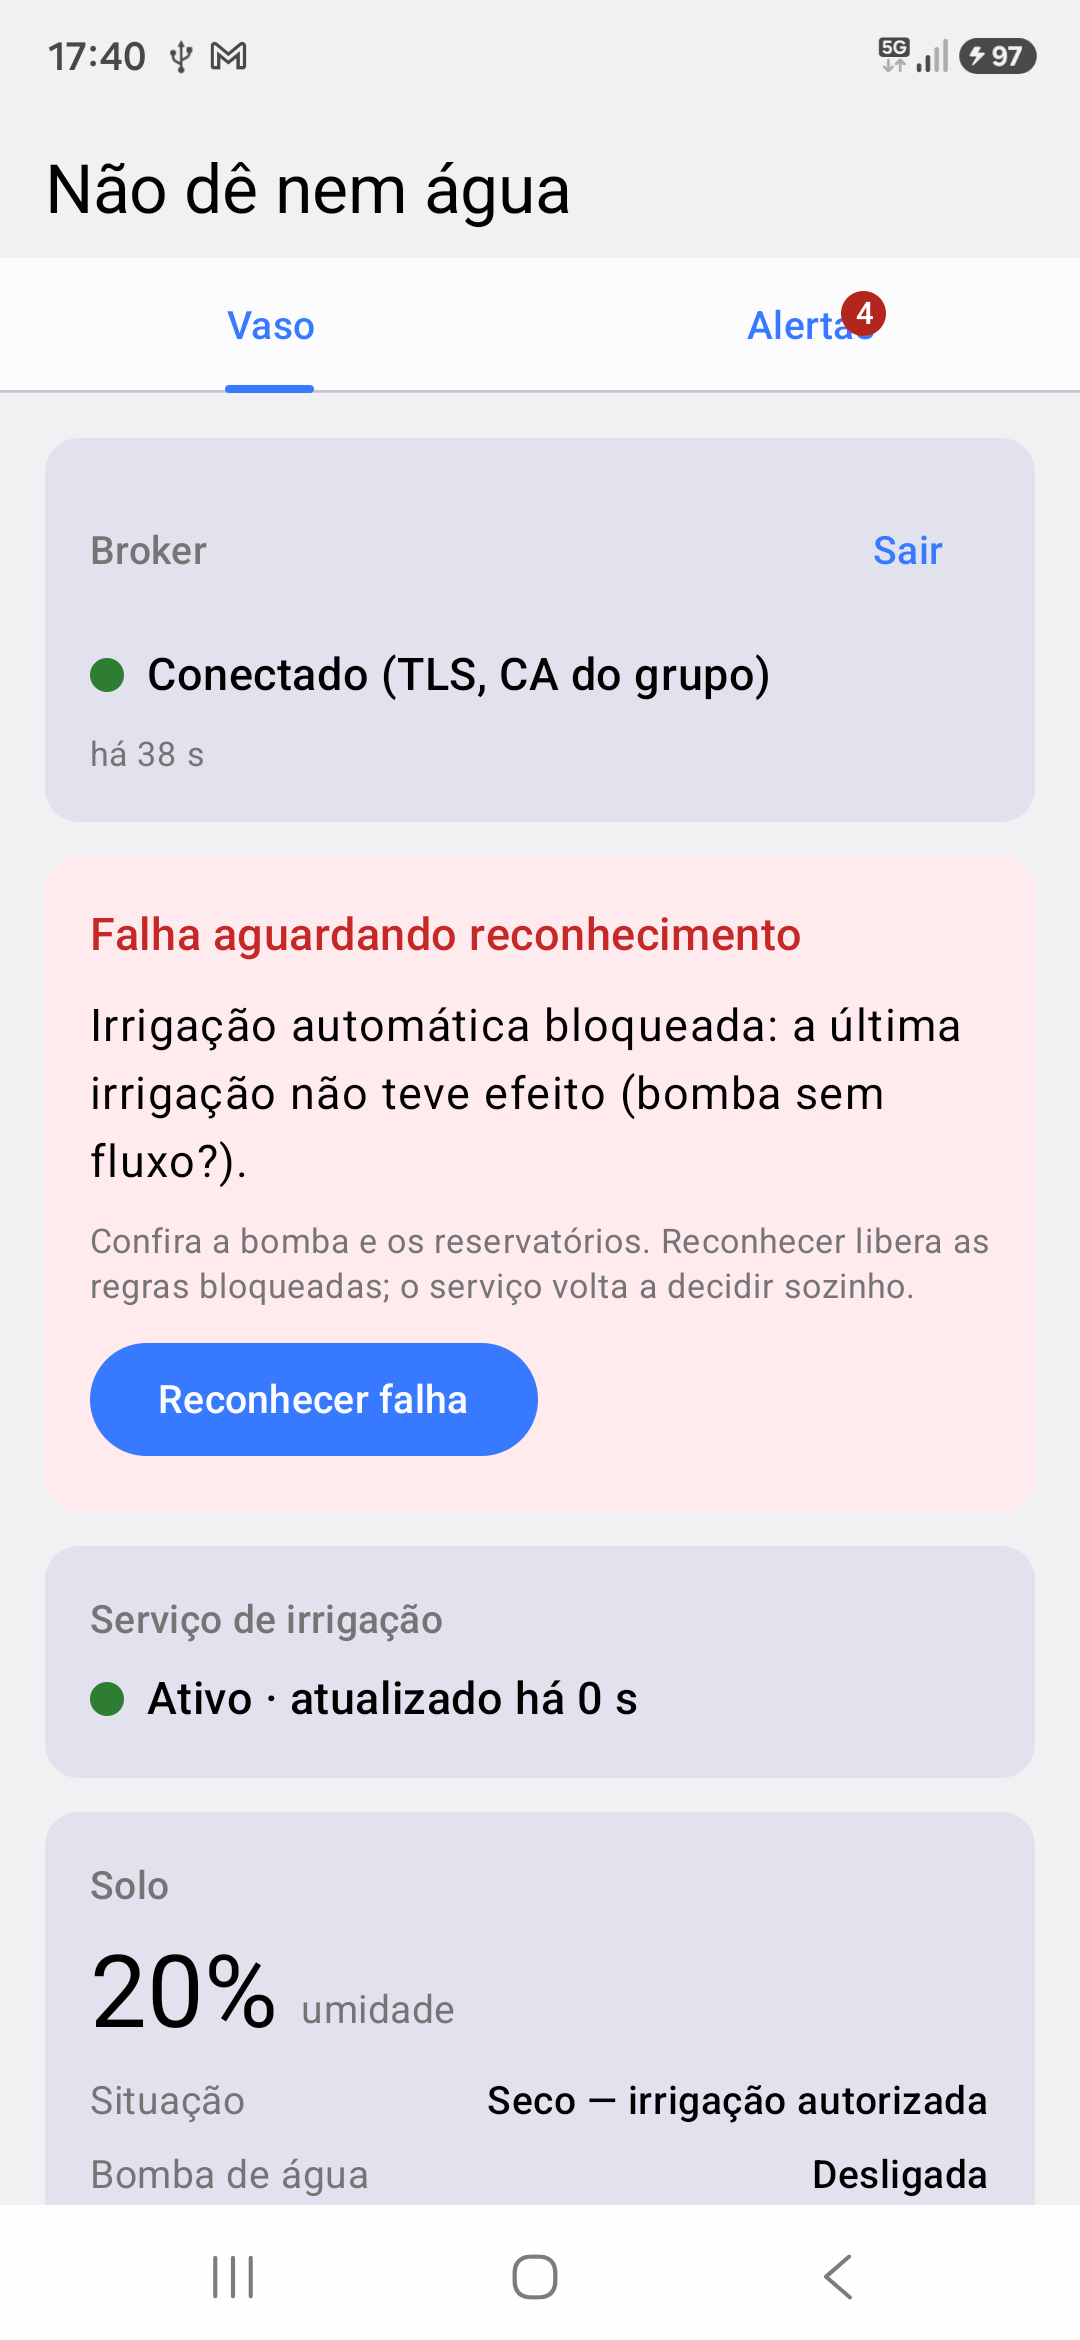 17:40
5G
97
Não dê nem água
Vaso
Alertas
4
Broker
Sair
Conectado (TLS, CA do grupo)
há 38 s
Falha aguardando reconhecimento
Irrigação automática bloqueada: a última
irrigação não teve efeito (bomba sem
fluxo?).
Confira a bomba e os reservatórios. Reconhecer libera as
regras bloqueadas; o serviço volta a decidir sozinho.
Reconhecer falha
Serviço de irrigação
Ativo · atualizado há 0 s
Solo
20% umidade
Situação
Seco — irrigação autorizada
Bomba de água
Desligada